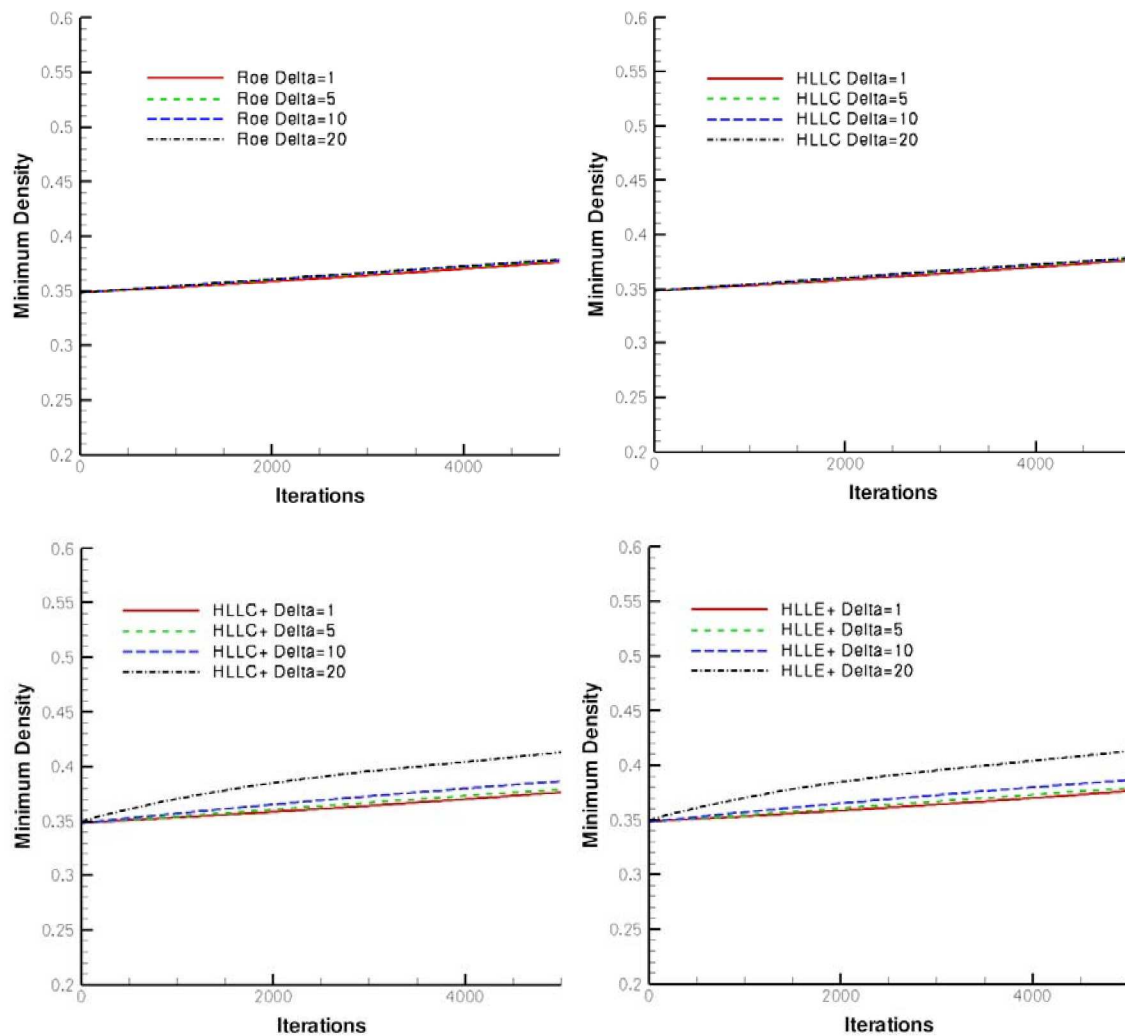 0.6
0.55
0.5
0.45
0.4
0.35
0.3
0.25
0.2
Minimum Density
Roe Delta=1
Roe Delta=5
Roe Delta=10
Roe Delta=20
0
2000
4000
Iterations
0.6
0.55
0.5
0.45
0.4
0.35
0.3
0.25
0.2
Minimum Density
HLLC Delta=1
HLLC Delta=5
HLLC Delta=10
HLLC Delta=20
0
2000
4000
Iterations
0.6
0.55
0.5
0.45
0.4
0.35
0.3
0.25
0.2
Minimum Density
HLLC+ Delta=1
HLLC+ Delta=5
HLLC+ Delta=10
HLLC+ Delta=20
0
2000
4000
Iterations
0.6
0.55
0.5
0.45
0.4
0.35
0.3
0.25
0.2
Minimum Density
HLLE+ Delta=1
HLLE+ Delta=5
HLLE+ Delta=10
HLLE+ Delta=20
0
2000
4000
Iterations